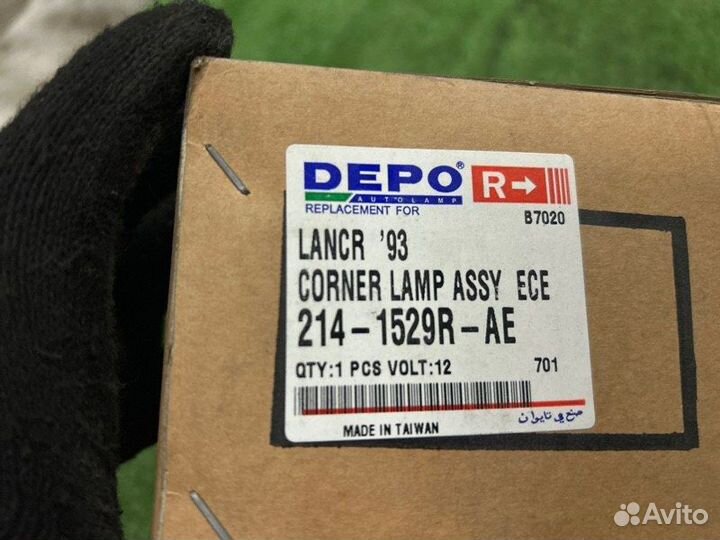 DEPO®
AUTOLAMP
R→
REPLACEMENT FOR
B7020
LANCR '93
CORNER LAMP ASSY ECE
214-1529R-AE
QTY:1 PCS VOLT:12
701
MADE IN TAIWAN
صنع في تايوان
Avito